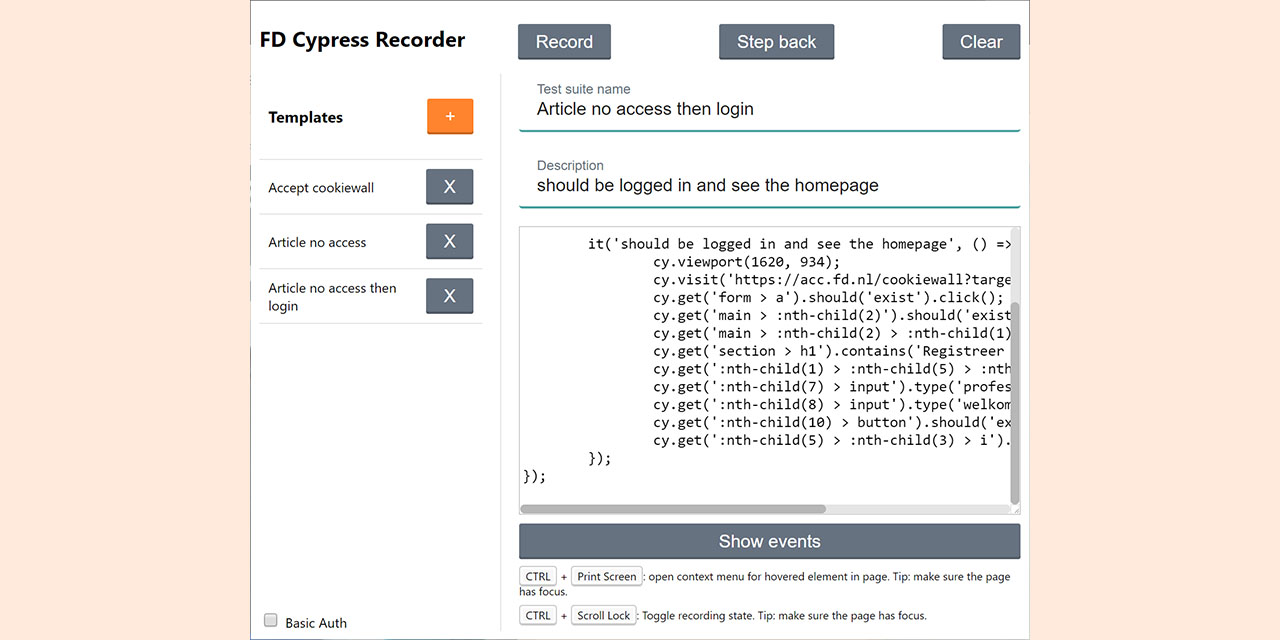 FD Cypress Recorder
Record
Step back
Clear
Templates
+
Accept cookiewall
X
Article no access
X
Article no access then
login
X
Basic Auth
Test suite name
Article no access then login
Description
should be logged in and see the homepage
it('should be logged in and see the homepage', () =>
cy.viewport(1620, 934);
cy.visit('https://acc.fd.nl/cookiewall?targe
cy.get('form > a').should('exist').click();
cy.get('main > :nth-child(2)').should('exist
cy.get('main > :nth-child(2) > :nth-child(1)
cy.get('section > h1').contains('Registreer
cy.get(':nth-child(1) > :nth-child(5) > :nth
cy.get(':nth-child(7) > input').type('profes
cy.get(':nth-child(8) > input').type('welkom
cy.get(':nth-child(10) > button').should('ex
cy.get(':nth-child(5) > :nth-child(3) > i').
});
});
Show events
CTRL + Print Screen : open context menu for hovered element in page. Tip: make sure the page
has focus.
CTRL + Scroll Lock : Toggle recording state. Tip: make sure the page has focus.